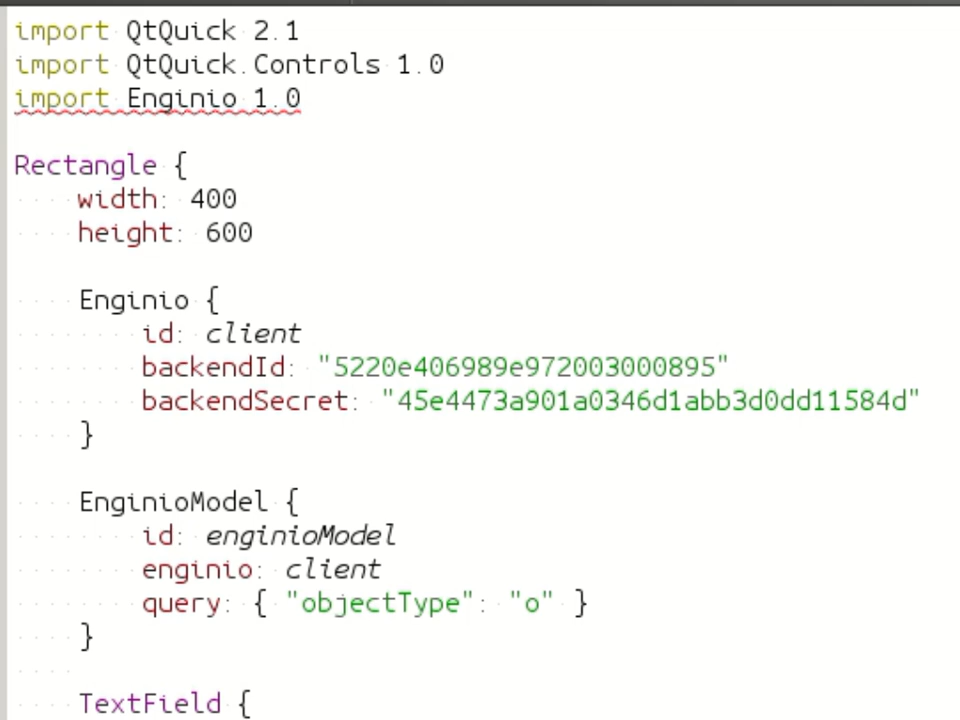 import QtQuick 2.1
import QtQuick.Controls 1.0
import Enginio 1.0
Rectangle {
width: 400
height: 600
Enginio {
id: client
backendId: "5220e406989e972003000895"
backendSecret: "45e4473a901a0346d1abb3d0dd11584d"
}
EnginioModel {
id: enginioModel
enginio: client
query: { "objectType": "o" }
}
TextField {